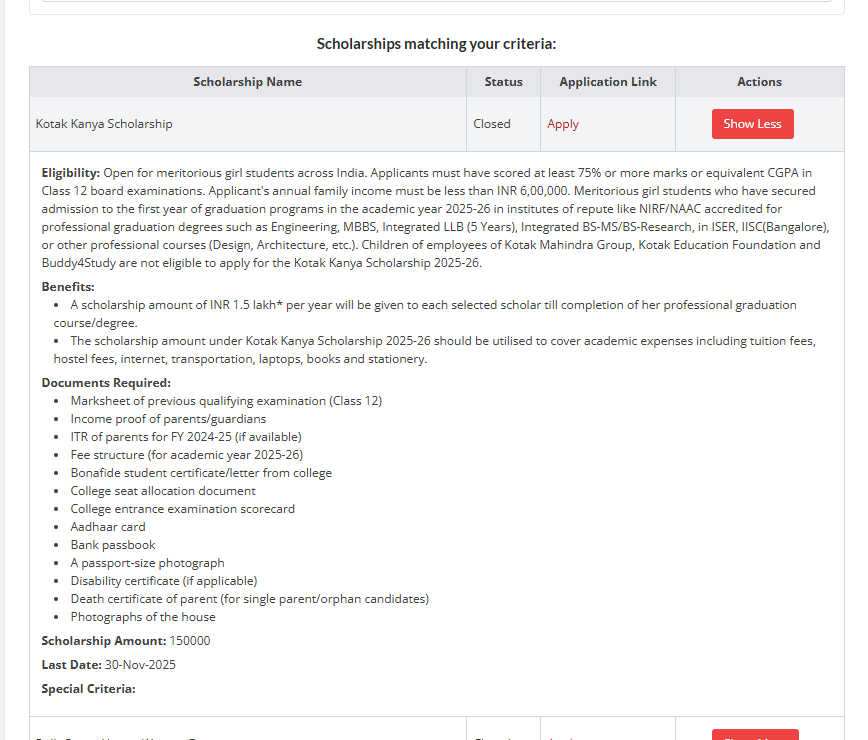 Scholarships matching your criteria:
Scholarship Name Status Application Link Actions
Kotak Kanya Scholarship Closed Apply Show Less
Eligibility: Open for meritorious girl students across India. Applicants must have scored at least 75% or more marks or equivalent CGPA in
Class 12 board examinations. Applicant's annual family income must be less than INR 6,00,000. Meritorious girl students who have secured
admission to the first year of graduation programs in the academic year 2025-26 in institutes of repute like NIRF/NAAC accredited for
professional graduation degrees such as Engineering, MBBS, Integrated LLB (5 Years), Integrated BS-MS/BS-Research, in ISER, IISC(Bangalore),
or other professional courses (Design, Architecture, etc.). Children of employees of Kotak Mahindra Group, Kotak Education Foundation and
Buddy4Study are not eligible to apply for the Kotak Kanya Scholarship 2025-26.
Benefits:
• A scholarship amount of INR 1.5 lakh* per year will be given to each selected scholar till completion of her professional graduation
course/degree.
• The scholarship amount under Kotak Kanya Scholarship 2025-26 should be utilised to cover academic expenses including tuition fees,
hostel fees, internet, transportation, laptops, books and stationery.
Documents Required:
• Marksheet of previous qualifying examination (Class 12)
• Income proof of parents/guardians
• ITR of parents for FY 2024-25 (if available)
• Fee structure (for academic year 2025-26)
• Bonafide student certificate/letter from college
• College seat allocation document
• College entrance examination scorecard
• Aadhaar card
• Bank passbook
• A passport-size photograph
• Disability certificate (if applicable)
• Death certificate of parent (for single parent/orphan candidates)
• Photographs of the house
Scholarship Amount: 150000
Last Date: 30-Nov-2025
Special Criteria: